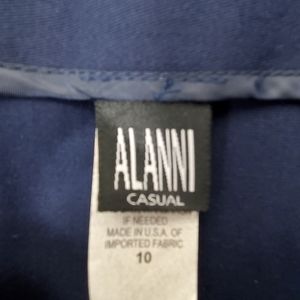 ALANNI
CASUAL
IF NEEDED
MADE IN U.S.A. OF
IMPORTED FABRIC
10